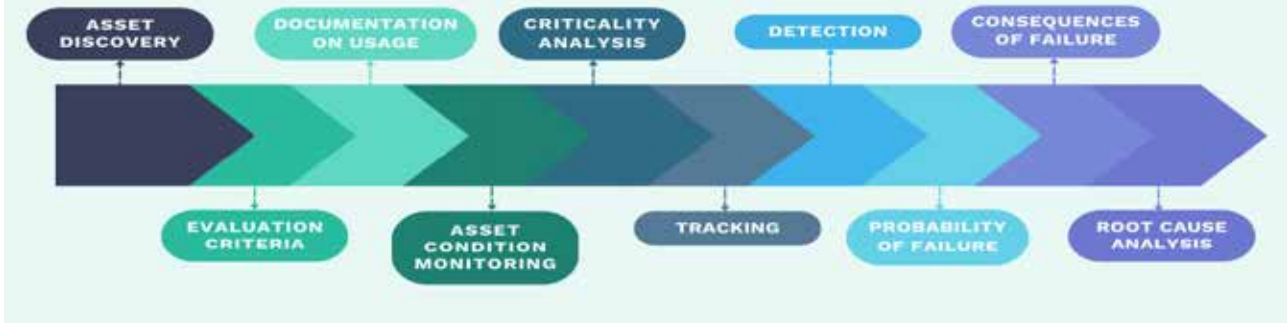 ASSET
DISCOVERY
DOCUMENTATION
ON USAGE
CRITICALITY
ANALYSIS
DETECTION
CONSEQUENCES
OF FAILURE
EVALUATION
CRITERIA
ASSET
CONDITION
MONITORING
TRACKING
PROBABILITY
OF FAILURE
ROOT CAUSE
ANALYSIS